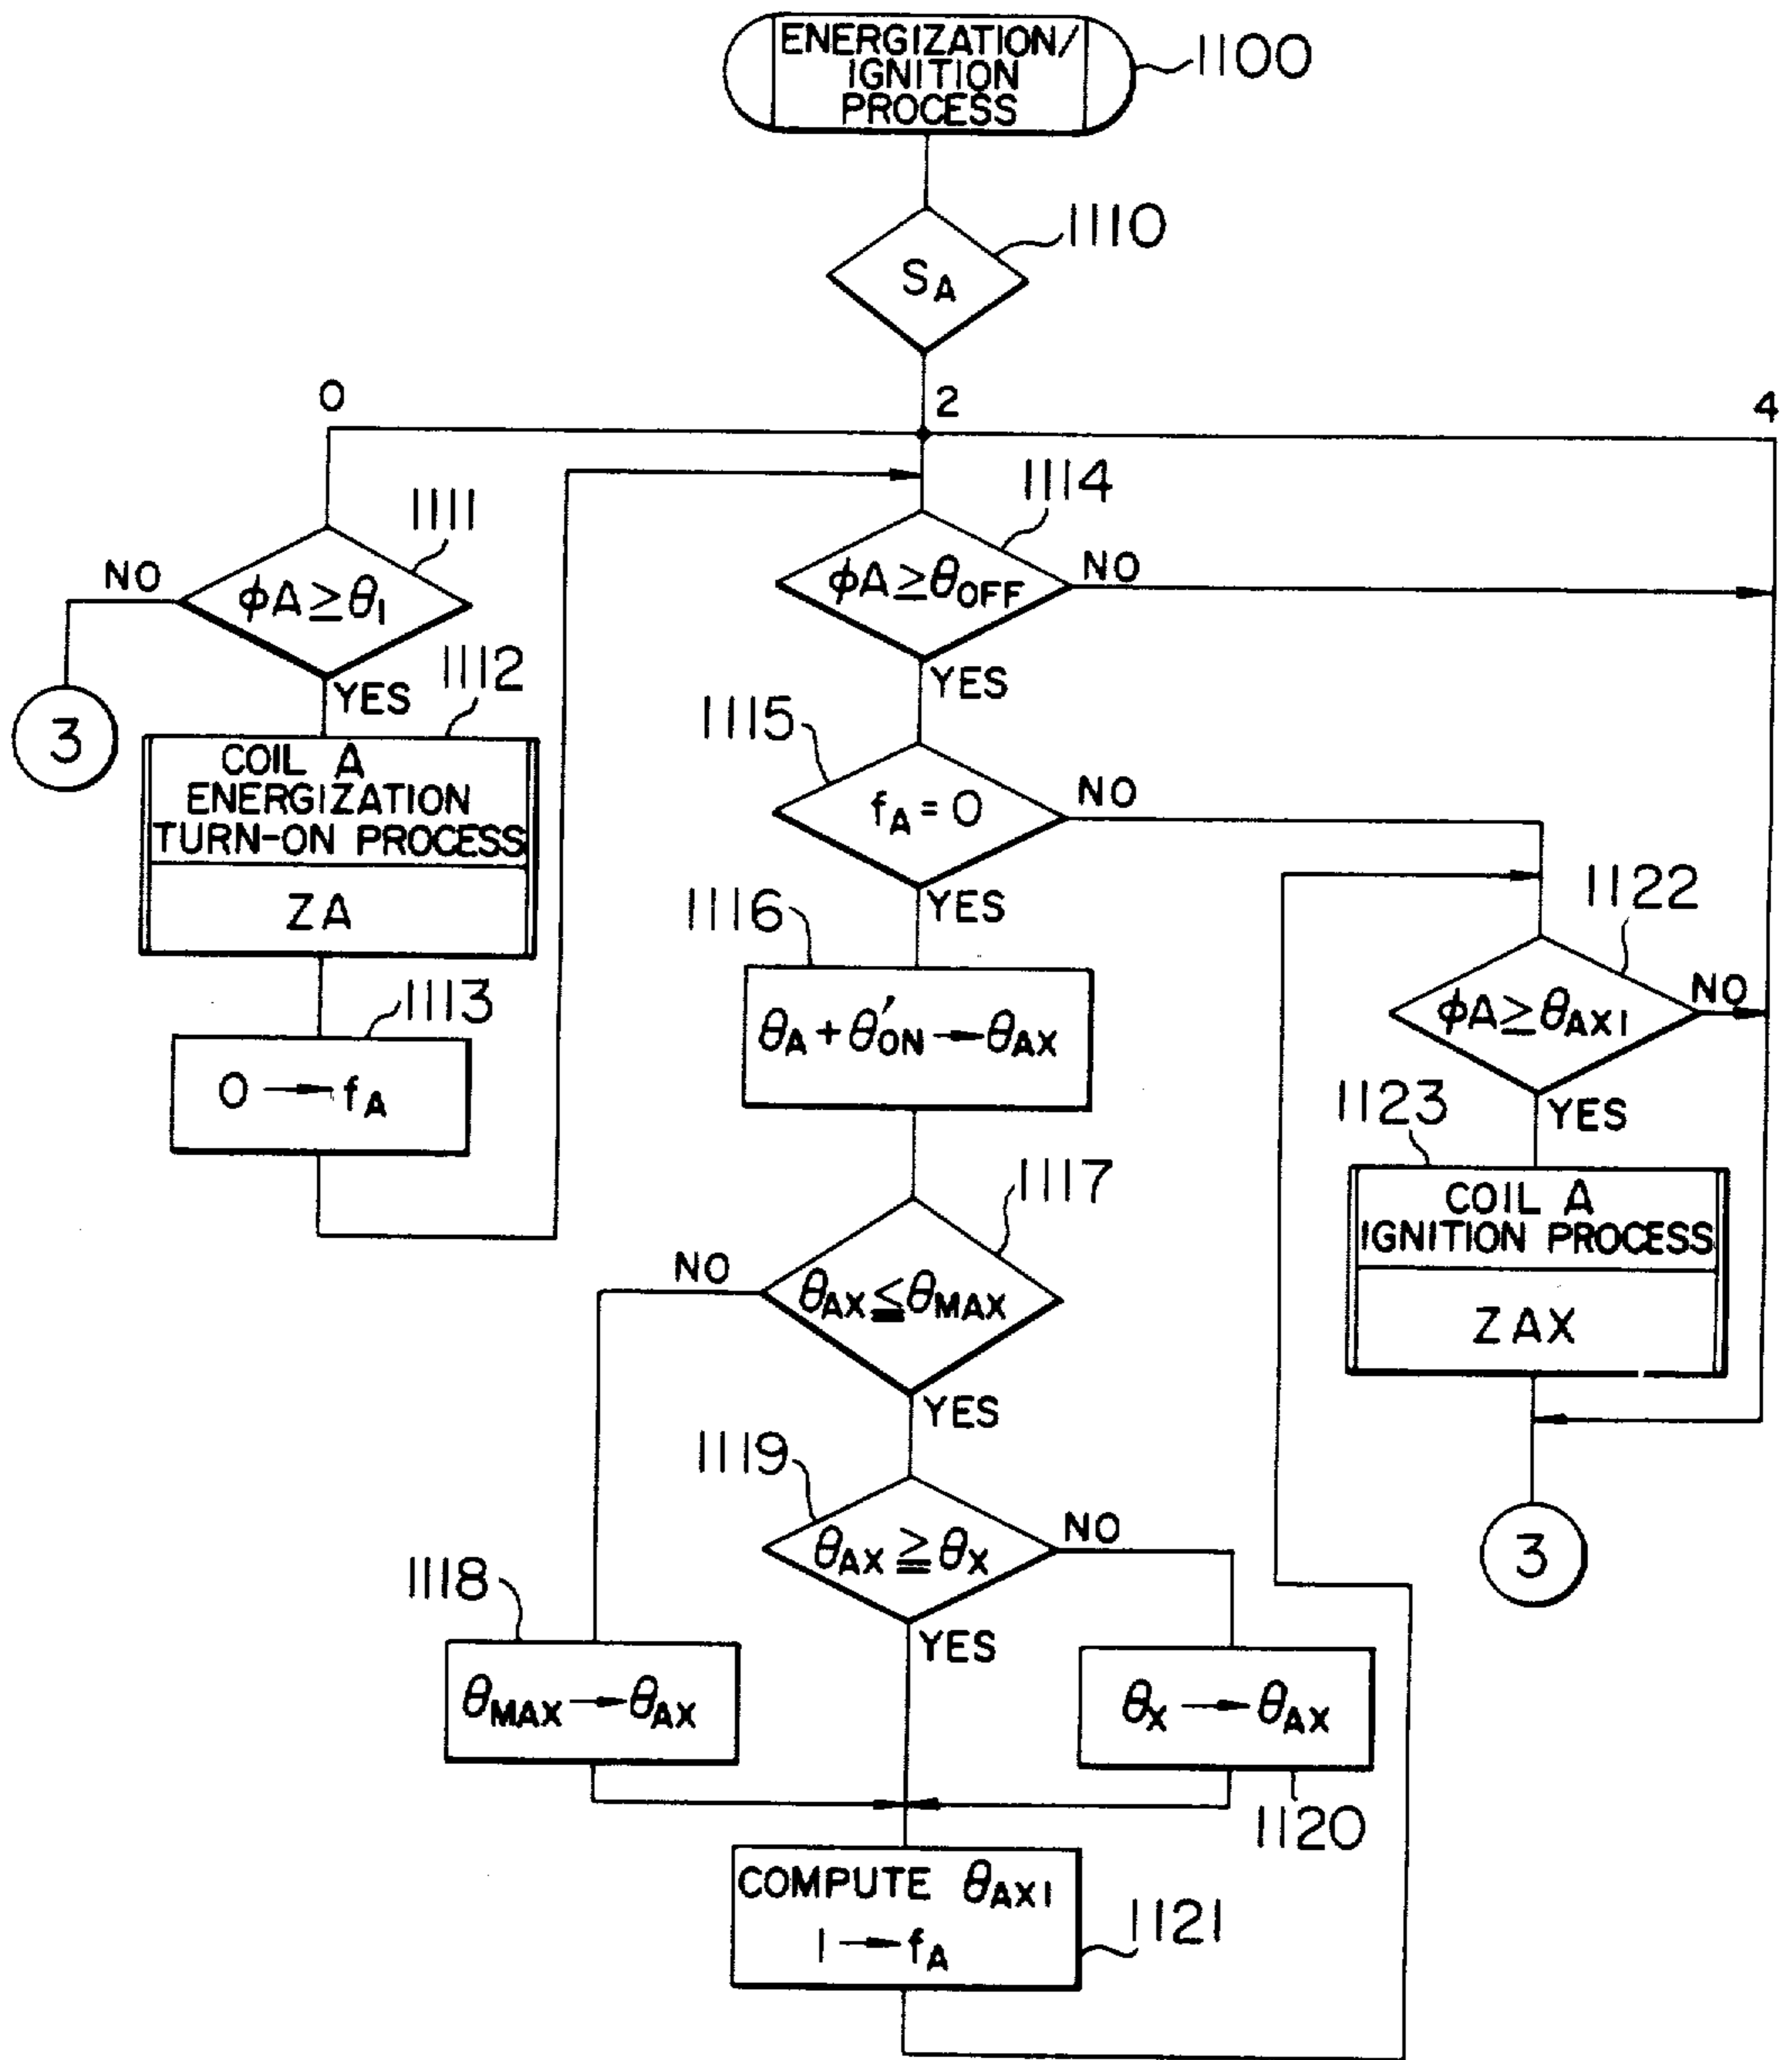 ENERGIZATION/
IGNITION
PROCESS
1100
1110
SA
0
2
4
1111
NO
φA≥θ1
YES
3
1112
COIL A
ENERGIZATION
TURN-ON PROCESS
ZA
1113
0→fA
1114
φA≥θOFF
NO
YES
1115
fA=0
NO
YES
1116
θA+θ'ON→θAX
1117
NO
θAX≦θMAX
YES
1119
θAX≧θX
NO
YES
1118
θMAX→θAX
θX→θAX
1120
COMPUTE θAX1
1→fA
1121
1122
φA≥θAX1
NO
YES
1123
COIL A
IGNITION PROCESS
ZAX
3